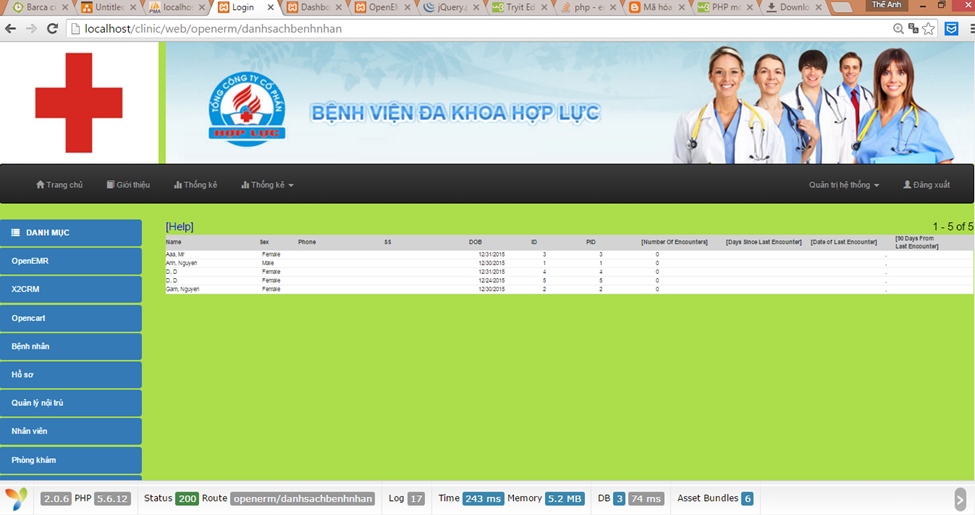 Barca c
Untitled
localhos
Login
Dashbo
OpenEM
jQuery.a
Tryit Edi
php - e
Mã hóa
PHP mc
Downlo
Thế Anh
localhost/clinic/web/openerm/danhsachbenhnhan
TỔNG CÔNG TY CỔ PHẦN
HỢP LỰC
BỆNH VIỆN ĐA KHOA HỢP LỰC
Trang chủ Giới thiệu Thống kê Thống kê Quản trị hệ thống Đăng xuất
DANH MỤC
OpenEMR
X2CRM
Opencart
Bệnh nhân
Hồ sơ
Quản lý nội trú
Nhân viên
Phòng khám
[Help] 1 - 5 of 5
Name Sex Phone SS DOB ID PID [Number Of Encounters] [Days Since Last Encounter] [Date of Last Encounter] [90 Days From Last Encounter]
Aaa, Mr Female 12/31/2015 3 3 0 .
Anh, Nguyen Male 12/30/2015 1 1 0 .
D, D Female 12/31/2015 4 4 0 .
D, D Female 12/24/2015 5 5 0 .
Gam, Nguyen Female 12/30/2015 2 2 0 .
2.0.6 PHP 5.6.12 Status 200 Route openerm/danhsachbenhnhan Log 17 Time 243 ms Memory 5.2 MB DB 3 74 ms Asset Bundles 6